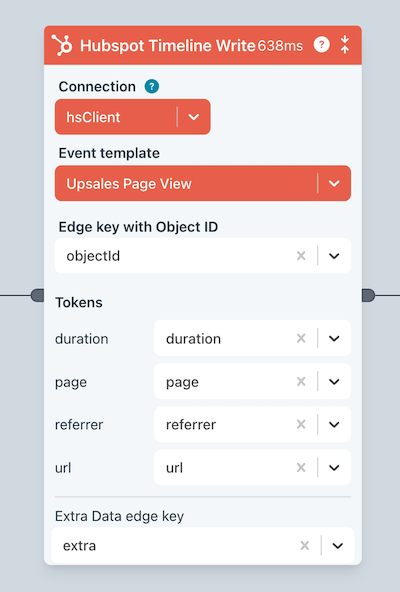 Hubspot Timeline Write 638ms ?
Connection ?
hsClient
Event template
Upsales Page View
Edge key with Object ID
objectId
Tokens
duration duration
page page
referrer referrer
url url
Extra Data edge key
extra